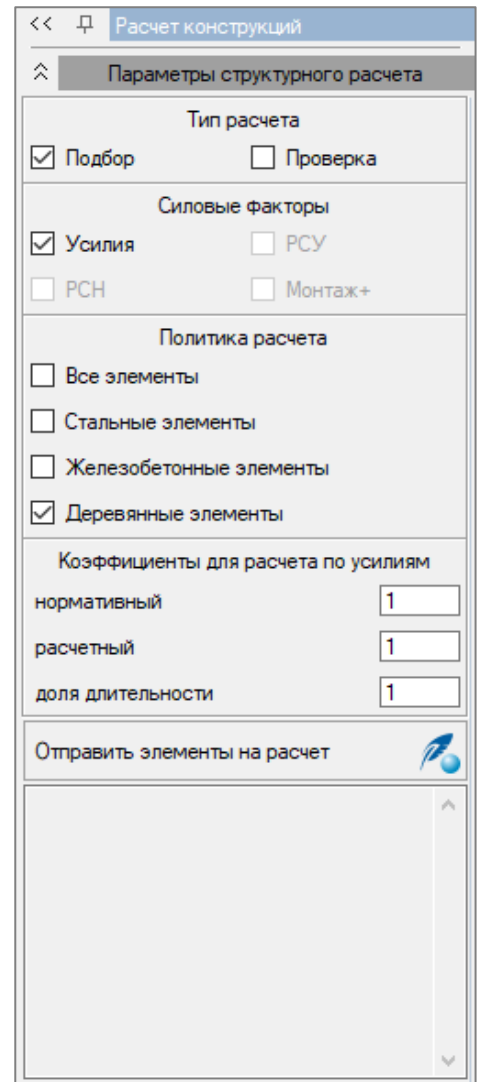 << Расчет конструкций
Параметры структурного расчета
Тип расчета
Подбор Проверка
Силовые факторы
Усилия РСУ
РСН Монтаж+
Политика расчета
Все элементы
Стальные элементы
Железобетонные элементы
Деревянные элементы
Коэффициенты для расчета по усилиям
нормативный 1
расчетный 1
доля длительности 1
Отправить элементы на расчет